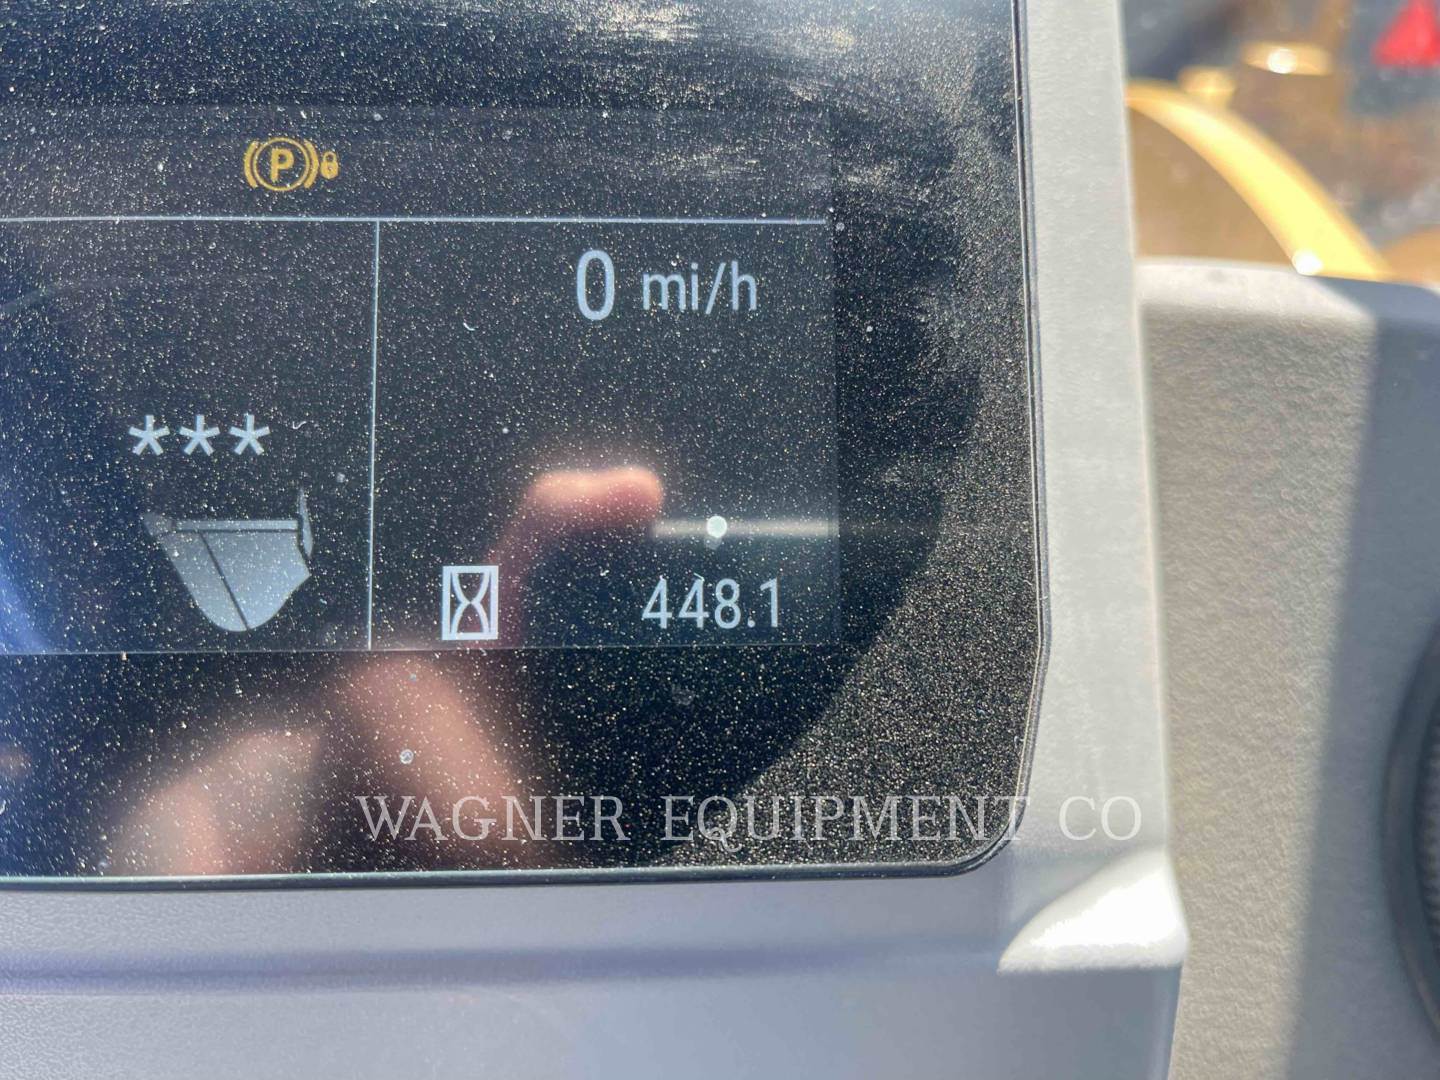 P
0 mi/h
***
448.1
WAGNER EQUIPMENT CO